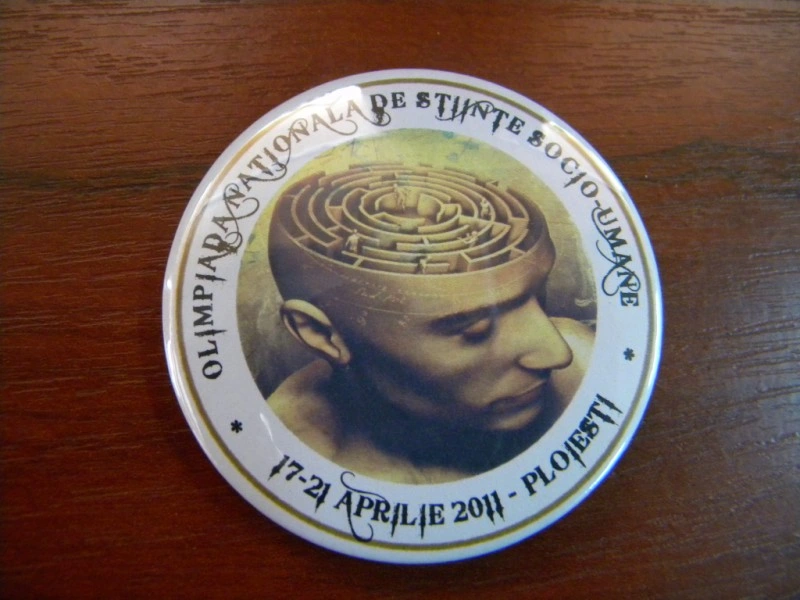 OLIMPIADA NATIONALA DE STIINTE SOCIO-UMANE
* 17-21 APRILIE 2011 - PLOIESTI *